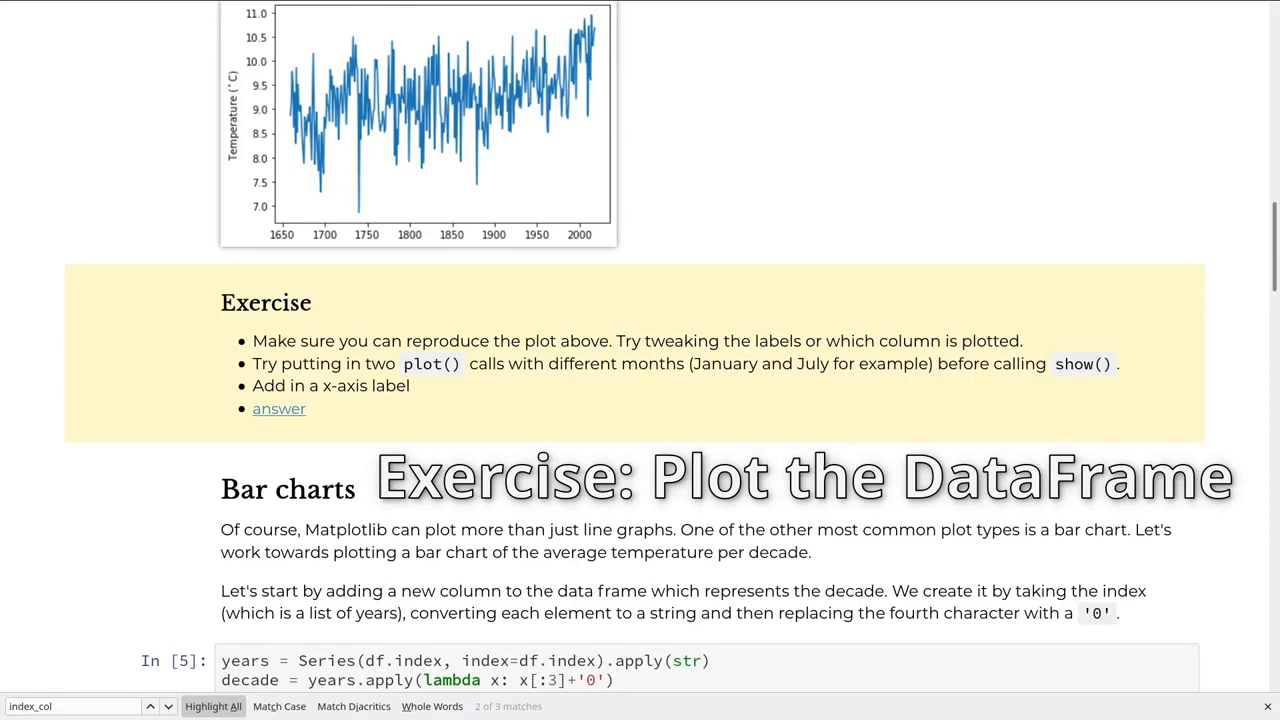 11.0
10.5
10.0
9.5
9.0
8.5
8.0
7.5
7.0
Temperature (°C)
1650 1700 1750 1800 1850 1900 1950 2000
Exercise
• Make sure you can reproduce the plot above. Try tweaking the labels or which column is plotted.
• Try putting in two plot() calls with different months (January and July for example) before calling show().
• Add in a x-axis label
• answer
Exercise: Plot the DataFrame
Bar charts
Of course, Matplotlib can plot more than just line graphs. One of the other most common plot types is a bar chart. Let's
work towards plotting a bar chart of the average temperature per decade.
Let's start by adding a new column to the data frame which represents the decade. We create it by taking the index
(which is a list of years), converting each element to a string and then replacing the fourth character with a '0'.
In [5]: years = Series(df.index, index=df.index).apply(str)
decade = years.apply(lambda x: x[:3]+'0')
index_col Highlight All Match Case Match Diacritics Whole Words 2 of 3 matches